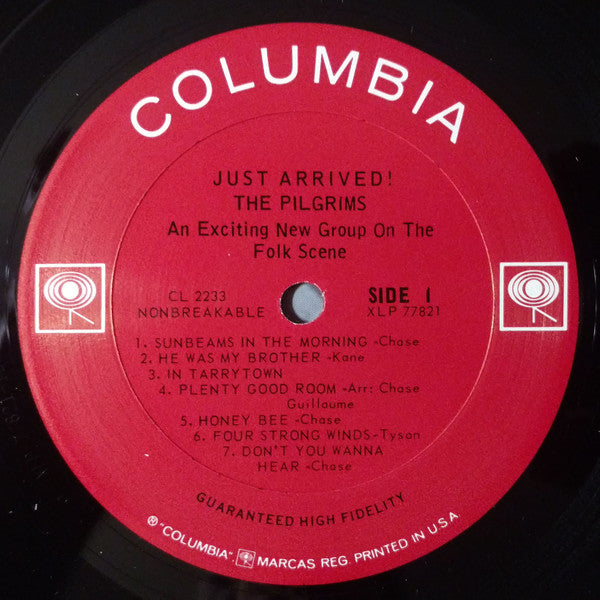 COLUMBIA
JUST ARRIVED!
THE PILGRIMS
An Exciting New Group On The
Folk Scene
CL 2233
NONBREAKABLE
SIDE 1
XLP 77821
1. SUNBEAMS IN THE MORNING -Chase
2. HE WAS MY BROTHER -Kane
3. IN TARRYTOWN
4. PLENTY GOOD ROOM -Arr: Chase
Guillaume
5. HONEY BEE -Chase
6. FOUR STRONG WINDS-Tyson
7. DON'T YOU WANNA
HEAR -Chase
GUARANTEED HIGH FIDELITY
® "COLUMBIA", MARCAS REG. PRINTED IN U.S.A.